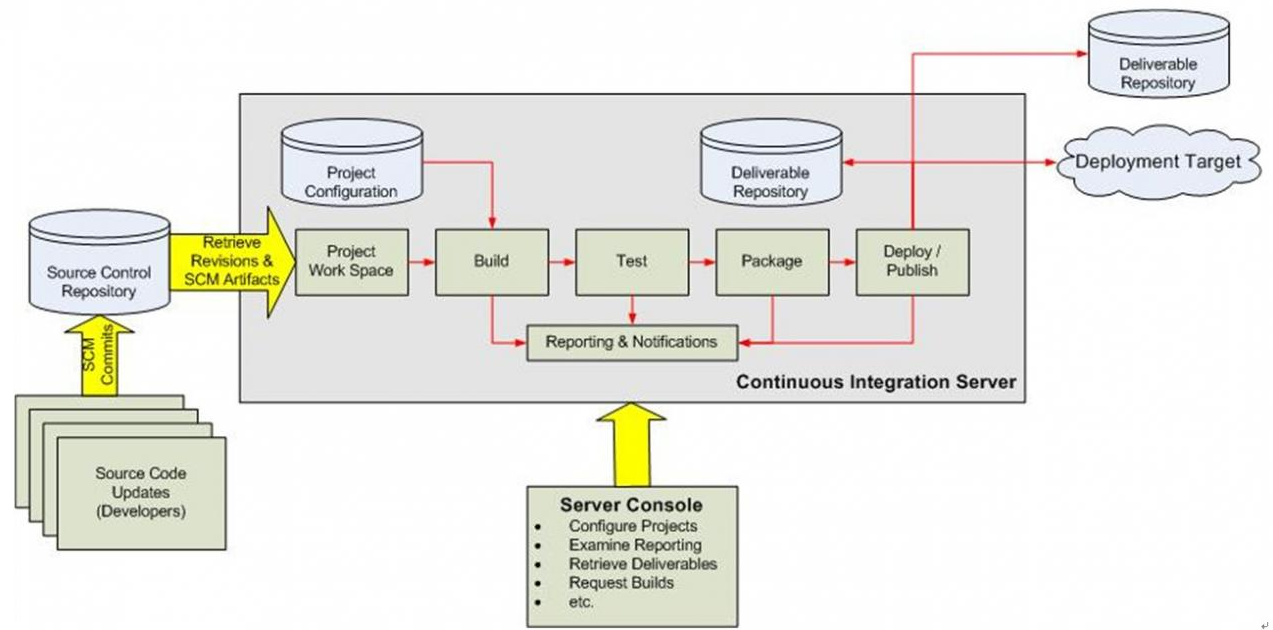 Deliverable
Repository
Project
Configuration
Deliverable
Repository
Deployment Target
Source Control
Repository
Retrieve
Revisions &
SCM Artifacts
Project
Work Space
Build
Test
Package
Deploy /
Publish
Reporting & Notifications
Continuous Integration Server
SCM
Commits
Source Code
Updates
(Developers)
Server Console
• Configure Projects
• Examine Reporting
• Retrieve Deliverables
• Request Builds
• etc.